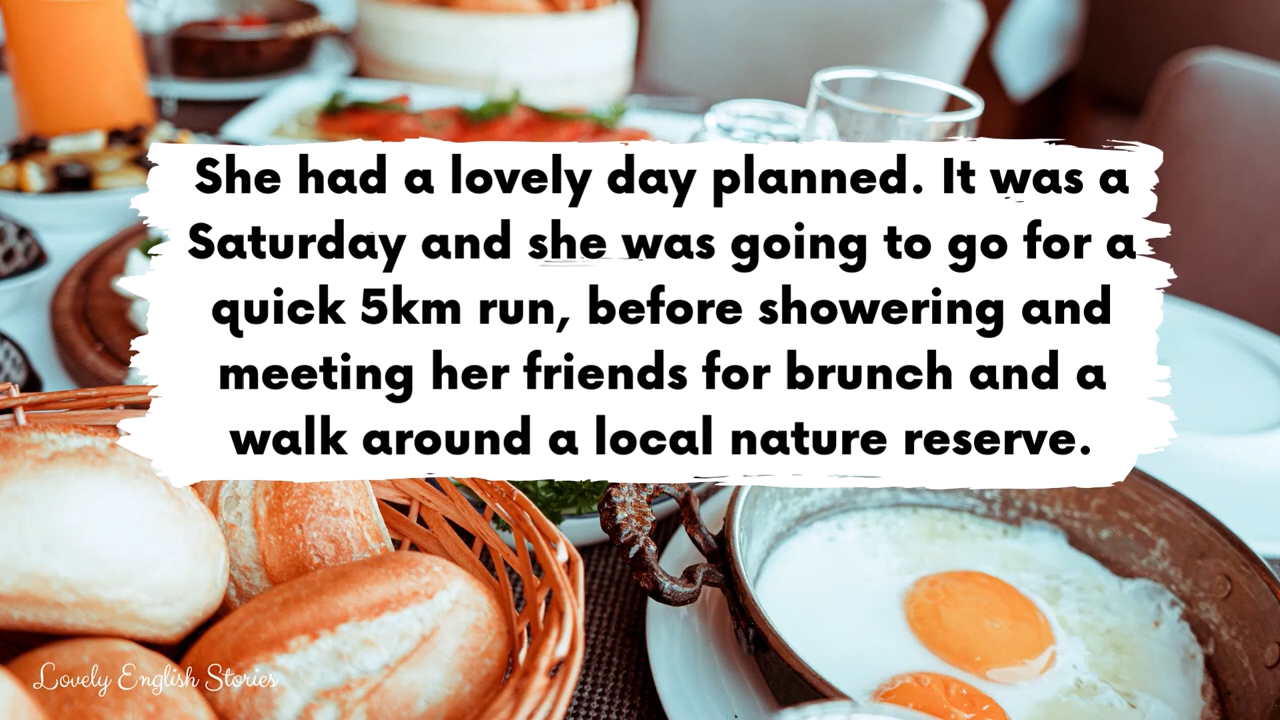 She had a lovely day planned. It was a
Saturday and she was going to go for a
quick 5km run, before showering and
meeting her friends for brunch and a
walk around a local nature reserve.
Lovely English Stories